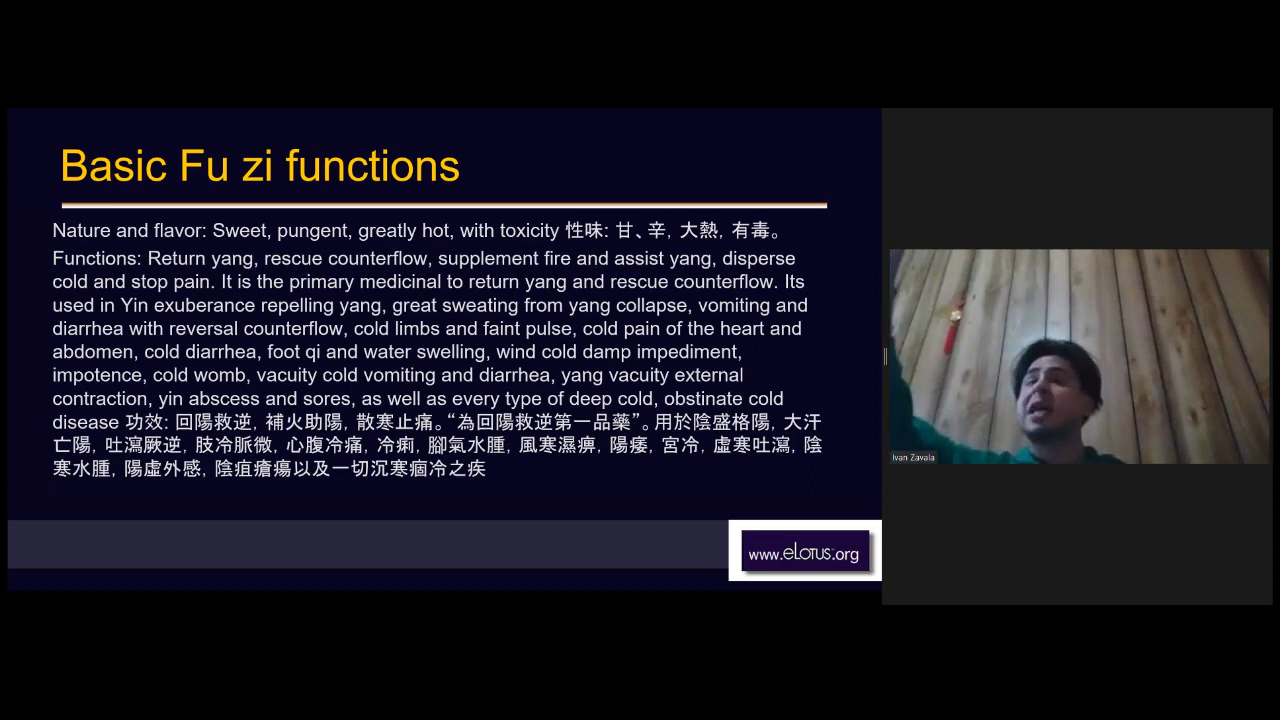 Basic Fu zi functions
Nature and flavor: Sweet, pungent, greatly hot, with toxicity 性味: 甘、辛, 大熱, 有毒。
Functions: Return yang, rescue counterflow, supplement fire and assist yang, disperse
cold and stop pain. It is the primary medicinal to return yang and rescue counterflow. Its
used in Yin exuberance repelling yang, great sweating from yang collapse, vomiting and
diarrhea with reversal counterflow, cold limbs and faint pulse, cold pain of the heart and
abdomen, cold diarrhea, foot qi and water swelling, wind cold damp impediment,
impotence, cold womb, vacuity cold vomiting and diarrhea, yang vacuity external
contraction, yin abscess and sores, as well as every type of deep cold, obstinate cold
disease 功效: 回陽救逆, 補火助陽, 散寒止痛。“為回陽救逆第一品藥”。用於陰盛格陽, 大汗
亡陽, 吐瀉厥逆, 肢冷脈微, 心腹冷痛, 冷痢, 腳氣水腫, 風寒濕痹, 陽痿, 宮冷, 虛寒吐瀉, 陰
寒水腫, 陽虛外感, 陰疽瘡瘍以及一切沉寒痼冷之疾
www.eLotus.org
Ivan Zavala